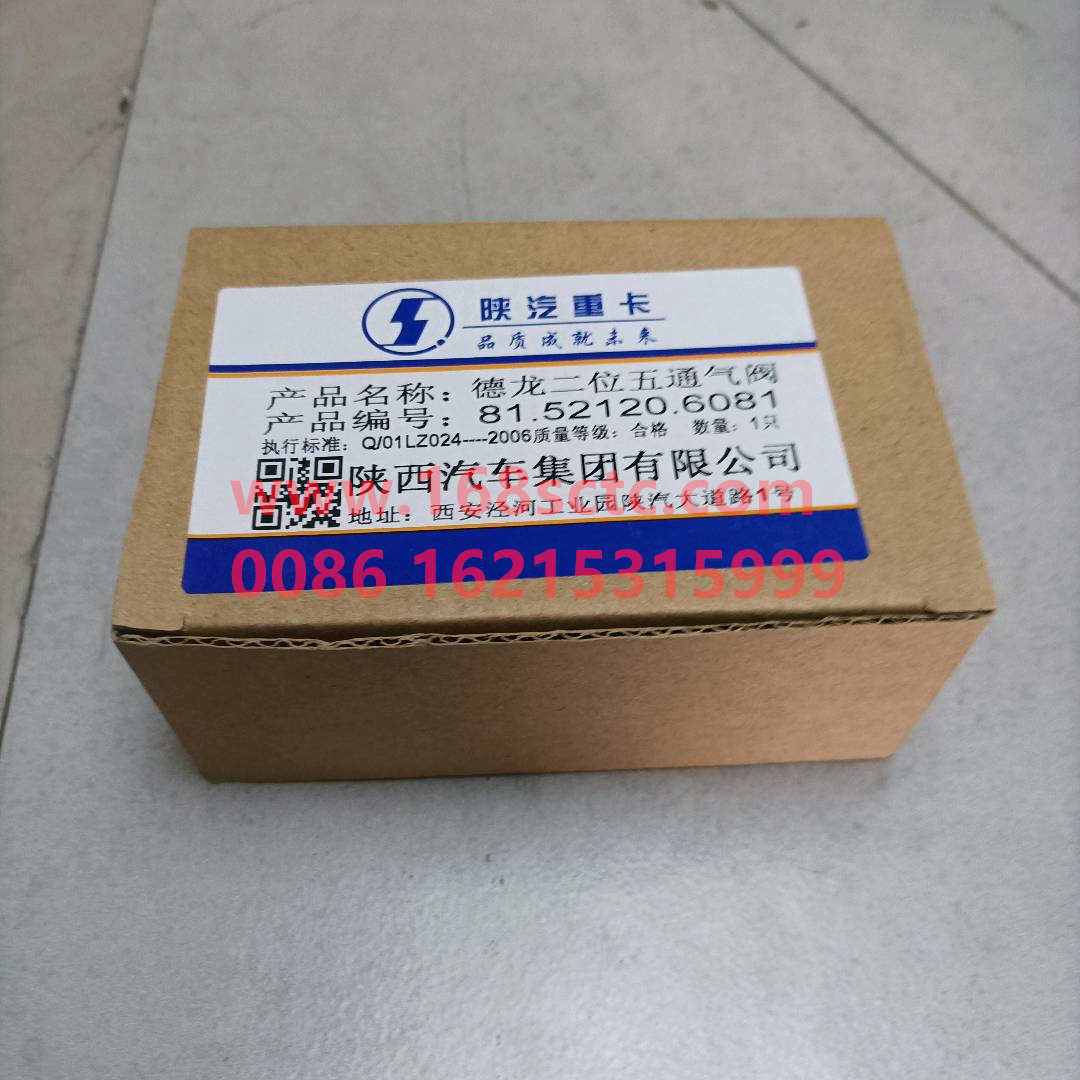 陕汽重卡
品质成就未来
产品名称：德龙二位五通气阀
产品编号：81.52120.6081
执行标准：Q/01LZ024----2006质量等级：合格 数量：1只
陕西汽车集团有限公司
www.168sctc.com
地址：西安泾河工业园陕汽大道路1号
0086 16215315999